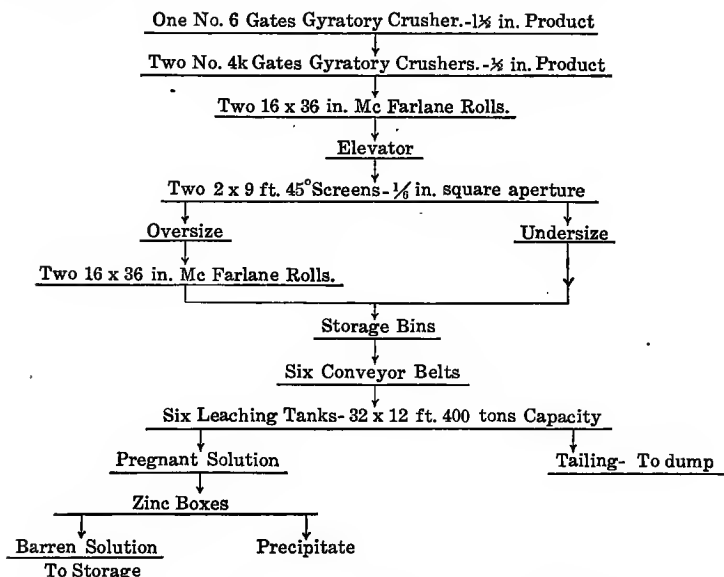 One No. 6 Gates Gyratory Crusher.-1½ in. Product
Two No. 4k Gates Gyratory Crushers.-½ in. Product
Two 16 x 36 in. Mc Farlane Rolls.
Elevator
Two 2 x 9 ft. 45° Screens-⅙ in. square aperture
Oversize
Undersize
Two 16 x 36 in. Mc Farlane Rolls.
Storage Bins
Six Conveyor Belts
Six Leaching Tanks- 32 x 12 ft. 400 tons Capacity
Pregnant Solution
Tailing- To dump
Zinc Boxes
Barren Solution
Precipitate
To Storage